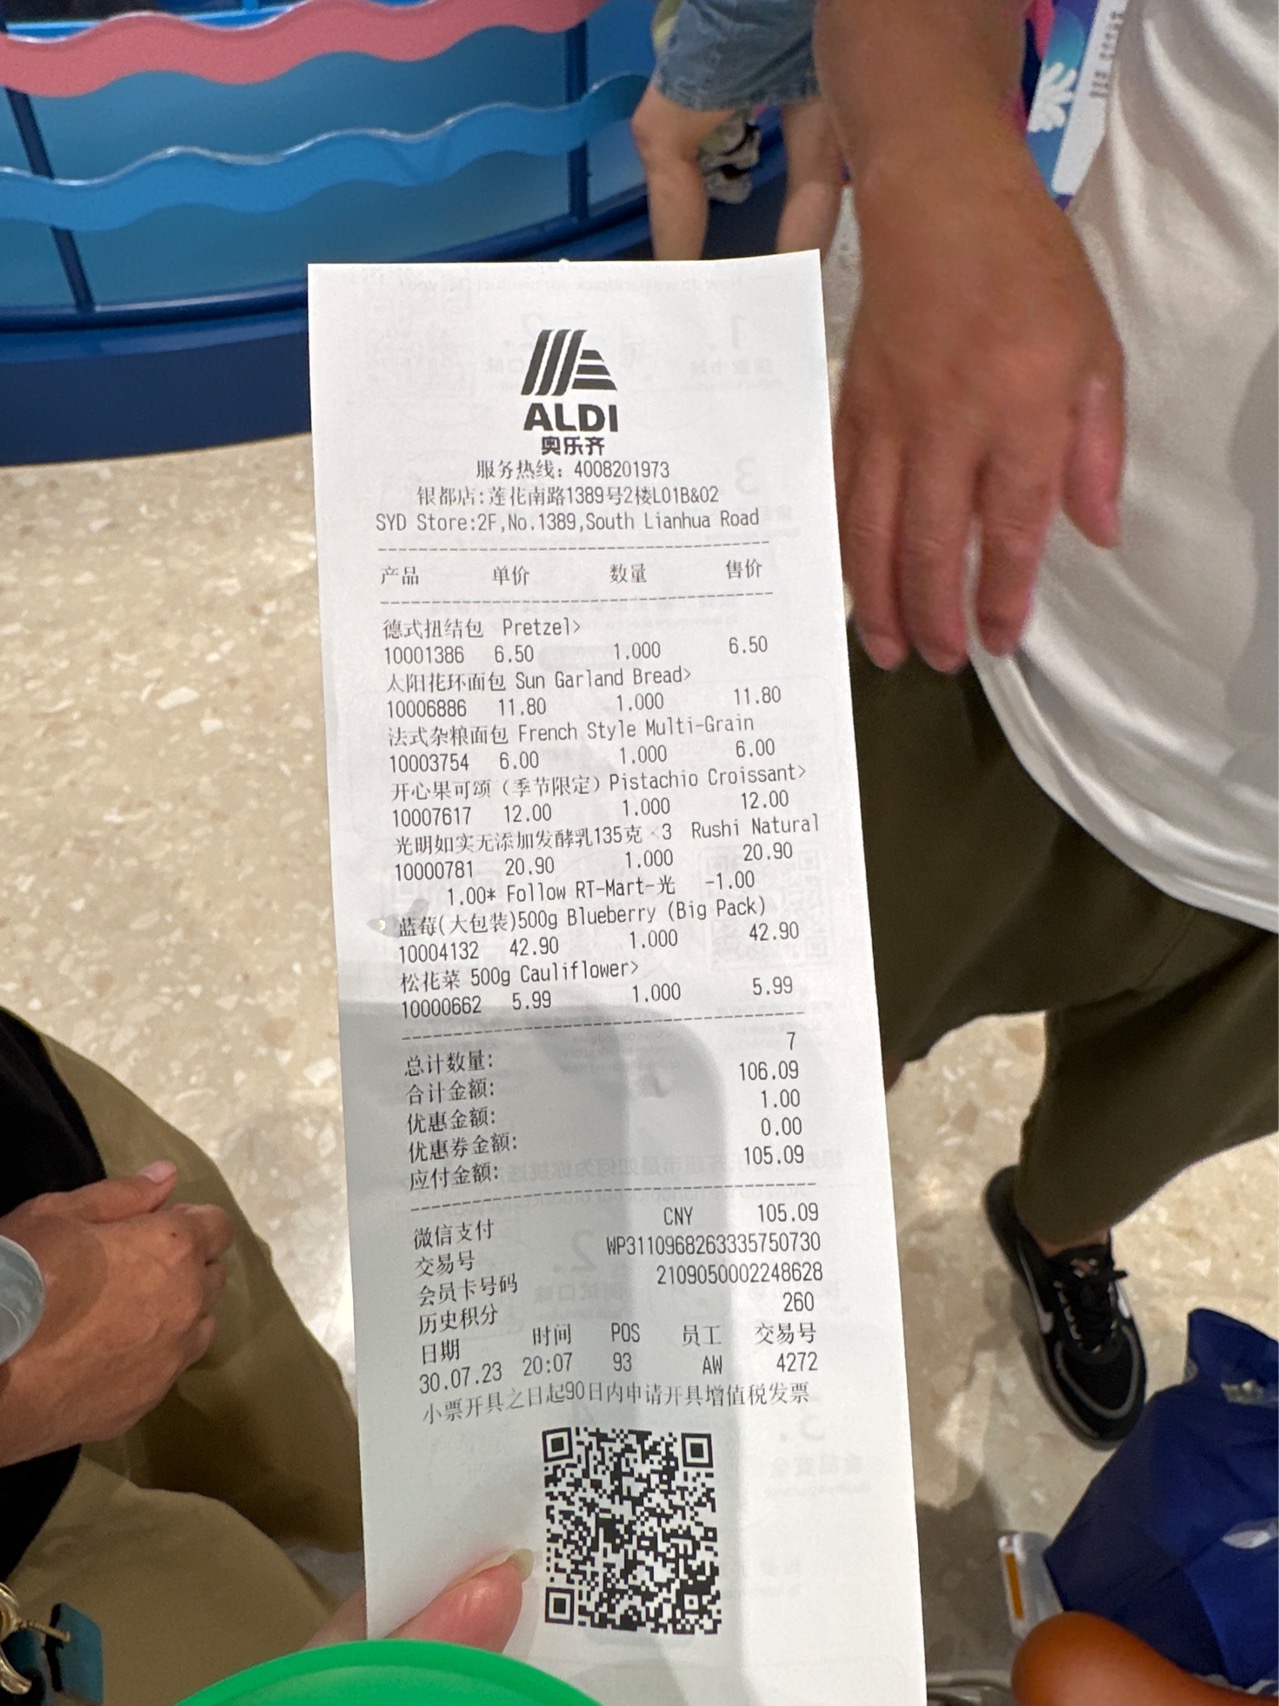 ALDI
奥乐齐
服务热线: 4008201973
银都店:莲花南路1389号2楼L01B&02
SYD Store:2F,No.1389,South Lianhua Road
产品 单价 数量 售价
德式扭结包 Pretzel>
10001386 6.50 1.000 6.50
太阳花环面包 Sun Garland Bread>
10006886 11.80 1.000 11.80
法式杂粮面包 French Style Multi-Grain
10003754 6.00 1.000 6.00
开心果可颂（季节限定）Pistachio Croissant>
10007617 12.00 1.000 12.00
光明如实无添加发酵乳135克×3 Rushi Natural
10000781 20.90 1.000 20.90
1.00* Follow RT-Mart-光 -1.00
蓝莓(大包装)500g Blueberry (Big Pack)
10004132 42.90 1.000 42.90
松花菜 500g Cauliflower>
10000662 5.99 1.000 5.99
总计数量: 7
合计金额: 106.09
优惠金额: 1.00
优惠券金额: 0.00
应付金额: 105.09
微信支付 CNY 105.09
交易号 WP3110968263335750730
会员卡号码 2109050002248628
历史积分 260
日期 时间 POS 员工 交易号
30.07.23 20:07 93 AW 4272
小票开具之日起90日内申请开具增值税发票